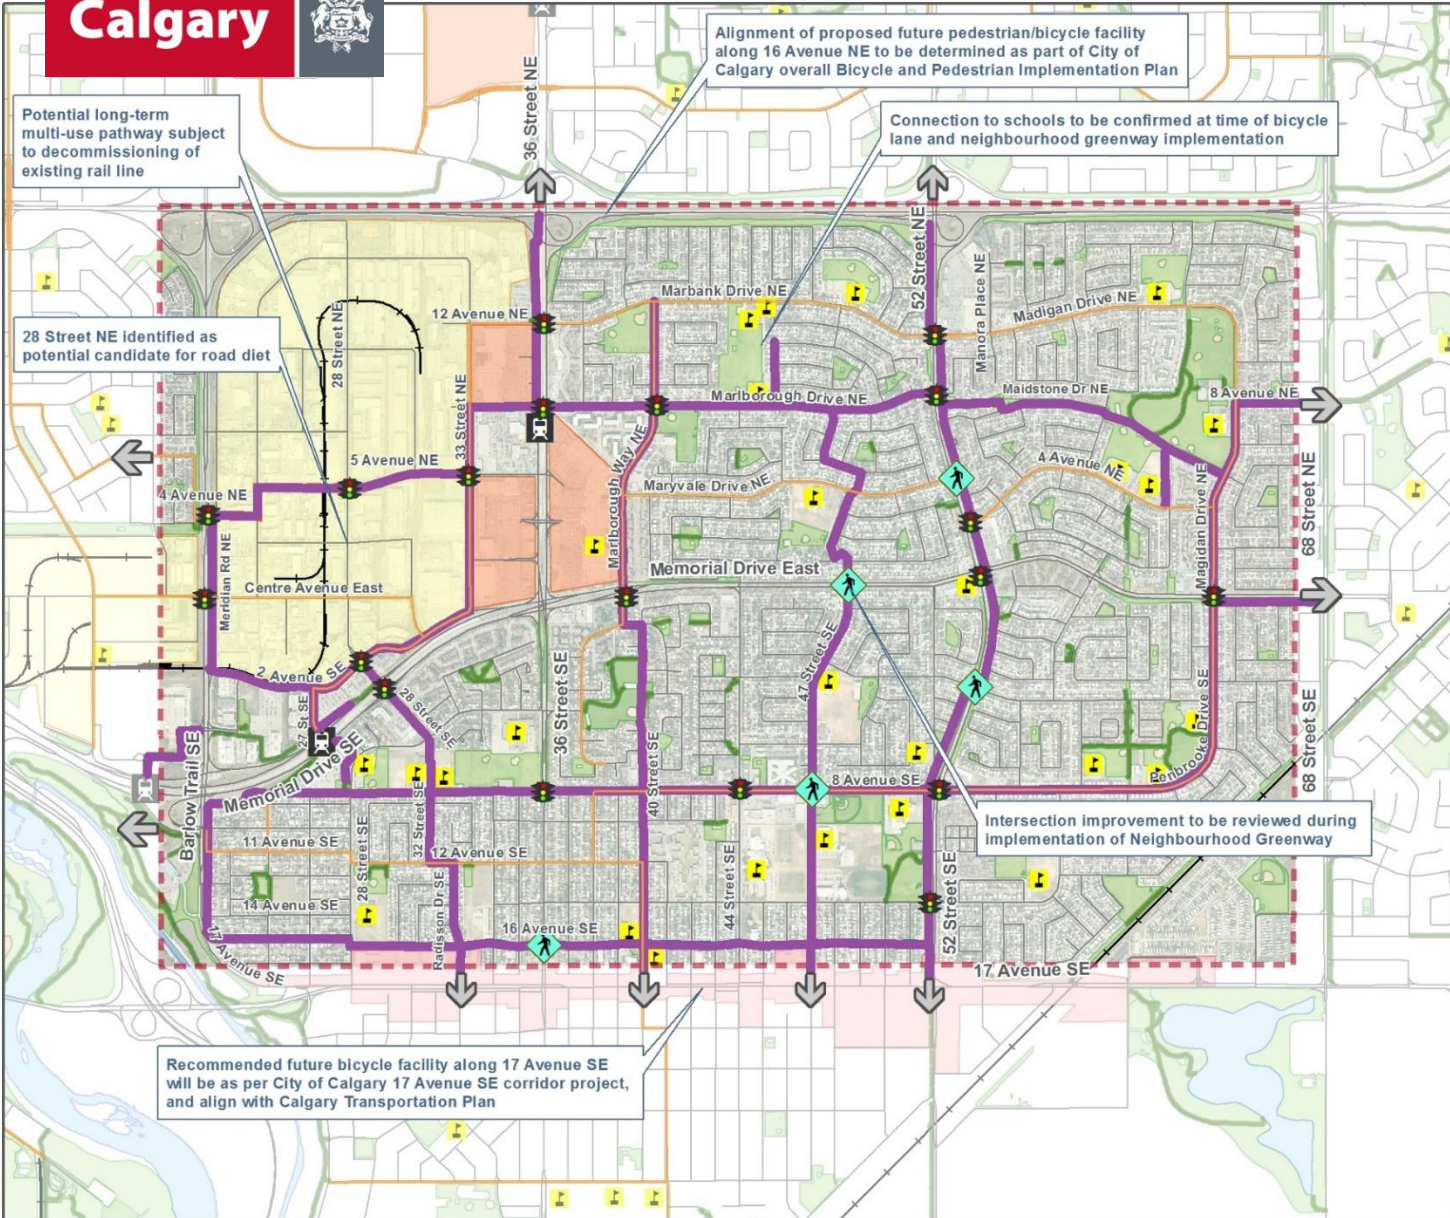 Calgary
Alignment of proposed future pedestrian/bicycle facility
along 16 Avenue NE to be determined as part of City of
Calgary overall Bicycle and Pedestrian Implementation Plan
36 Street NE
Potential long-term
multi-use pathway subject
to decommissioning of
existing rail line
Connection to schools to be confirmed at time of bicycle
lane and neighbourhood greenway implementation
52 Street NE
Manora Place NE
Marbank Drive NE
Madigan Drive NE
12 Avenue NE
28 Street NE
28 Street NE identified as
potential candidate for road diet
33 Street NE
Marlborough Drive NE
Maidstone Dr NE
8 Avenue NE
Marlborough Way NE
5 Avenue NE
4 Avenue NE
4 Avenue NE
Maryvale Drive NE
68 Street NE
Magidan Drive NE
Meridian Rd NE
Centre Avenue East
Memorial Drive East
2 Avenue SE
28 Street SE
27 St SE
36 Street SE
47 Street SE
68 Street SE
Penbrooke Drive SE
Barlow Trail SE
Memorial Drive SE
40 Street SE
8 Avenue SE
32 Street SE
28 Street SE
11 Avenue SE
12 Avenue SE
44 Street SE
Intersection improvement to be reviewed during
implementation of Neighbourhood Greenway
14 Avenue SE
Radisson Dr SE
16 Avenue SE
52 Street SE
17 Avenue SE
17 Avenue SE
Recommended future bicycle facility along 17 Avenue SE
will be as per City of Calgary 17 Avenue SE corridor project,
and align with Calgary Transportation Plan